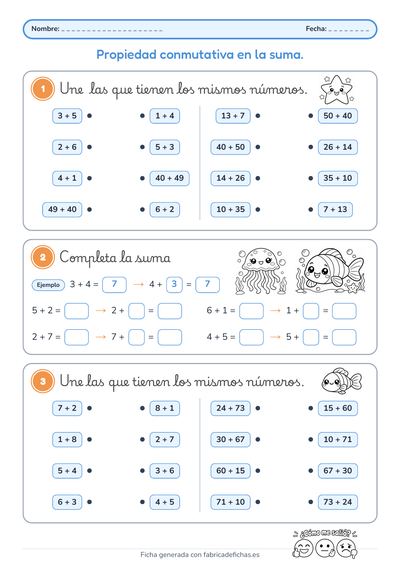 Nombre: Fecha:
Propiedad conmutativa en la suma.
1 Une las que tienen los mismos números.
3 + 5 1 + 4 13 + 7 50 + 40
2 + 6 5 + 3 40 + 50 26 + 14
4 + 1 40 + 49 14 + 26 35 + 10
49 + 40 6 + 2 10 + 35 7 + 13
2 Completa la suma
Ejemplo 3 + 4 = 7 → 4 + 3 = 7
5 + 2 = → 2 + = 6 + 1 = → 1 + =
2 + 7 = → 7 + = 4 + 5 = → 5 + =
3 Une las que tienen los mismos números.
7 + 2 8 + 1 24 + 73 15 + 60
1 + 8 2 + 7 30 + 67 10 + 71
5 + 4 3 + 6 60 + 15 67 + 30
6 + 3 4 + 5 71 + 10 73 + 24
¿Cómo me salió?
Ficha generada con fabricadefichas.es